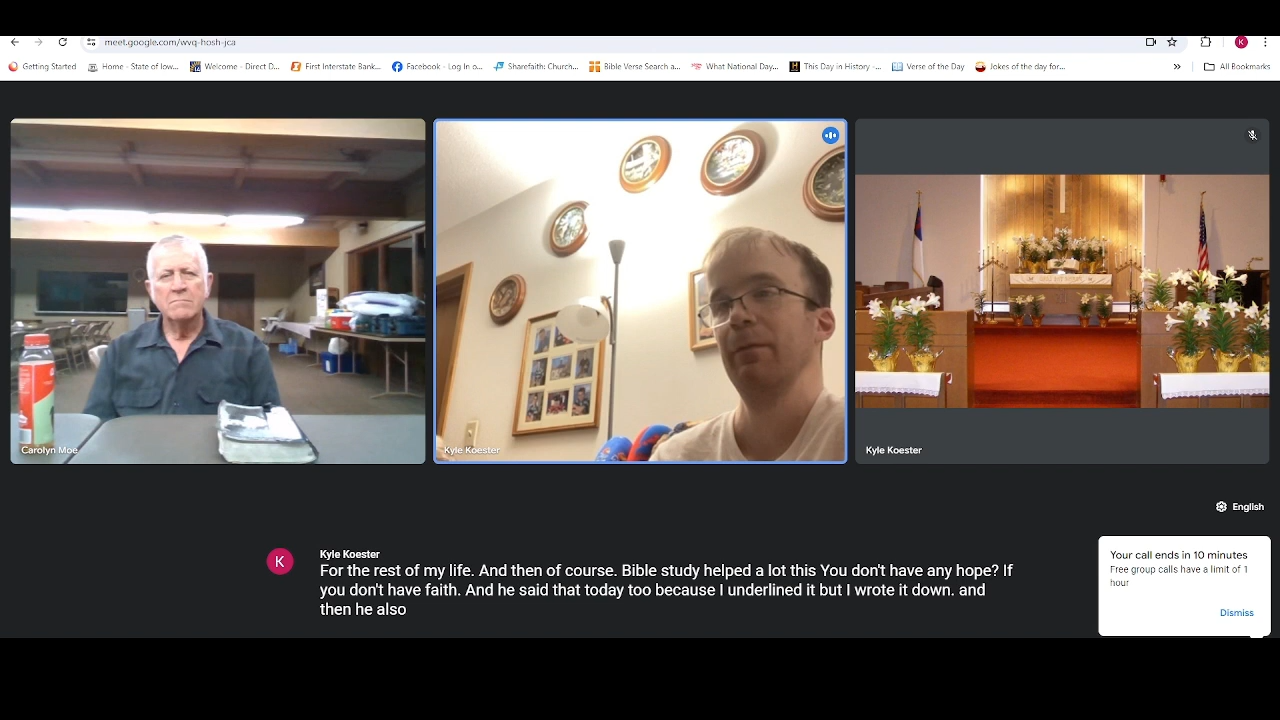 meet.google.com/wvq-hosh-jca
K
Getting Started
Home - State of Iow...
Welcome - Direct D...
First Interstate Bank...
Facebook - Log In o...
Sharefaith: Church...
Bible Verse Search a...
What National Day...
This Day in History -...
Verse of the Day
Jokes of the day for...
»
All Bookmarks
Carolyn Moe
Kyle Koester
Kyle Koester
English
K
Kyle Koester
For the rest of my life. And then of course. Bible study helped a lot this You don't have any hope? If
you don't have faith. And he said that today too because I underlined it but I wrote it down. and
then he also
Your call ends in 10 minutes
Free group calls have a limit of 1
hour
Dismiss